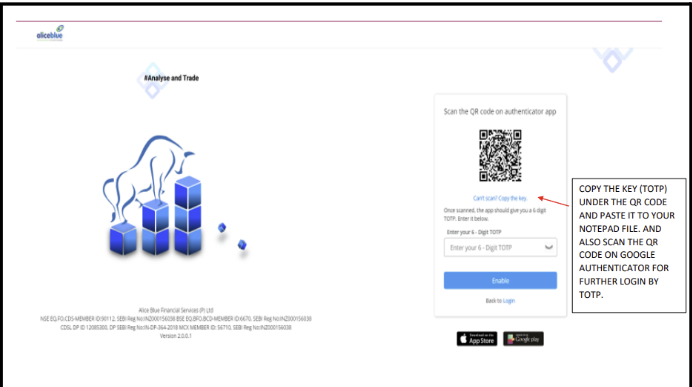 aliceblue
#Analyse and Trade
Scan the QR code on authenticator app
Can't scan? Copy the key.
Once scanned, the app should give you a 6 digit
TOTP. Enter it below.
Enter your 6 - Digit TOTP
Enter your 6 - Digit TOTP
Enable
Back to Login
COPY THE KEY (TOTP)
UNDER THE QR CODE
AND PASTE IT TO YOUR
NOTEPAD FILE. AND
ALSO SCAN THE QR
CODE ON GOOGLE
AUTHENTICATOR FOR
FURTHER LOGIN BY
TOTP.
Alice Blue Financial Services (P) Ltd
NSE EQ,FO,CDS-MEMBER ID:90112, SEBI Reg No:INZ000156038 BSE EQ,BFO,BCD-MEMBER ID:6670, SEBI Reg No:INZ000156038
CDSL DP ID 12085300, DP SEBI Reg No:IN-DP-364-2018 MCX MEMBER ID: 56710, SEBI Reg No:INZ000156038
Version 2.0.0.1
App Store
Google play